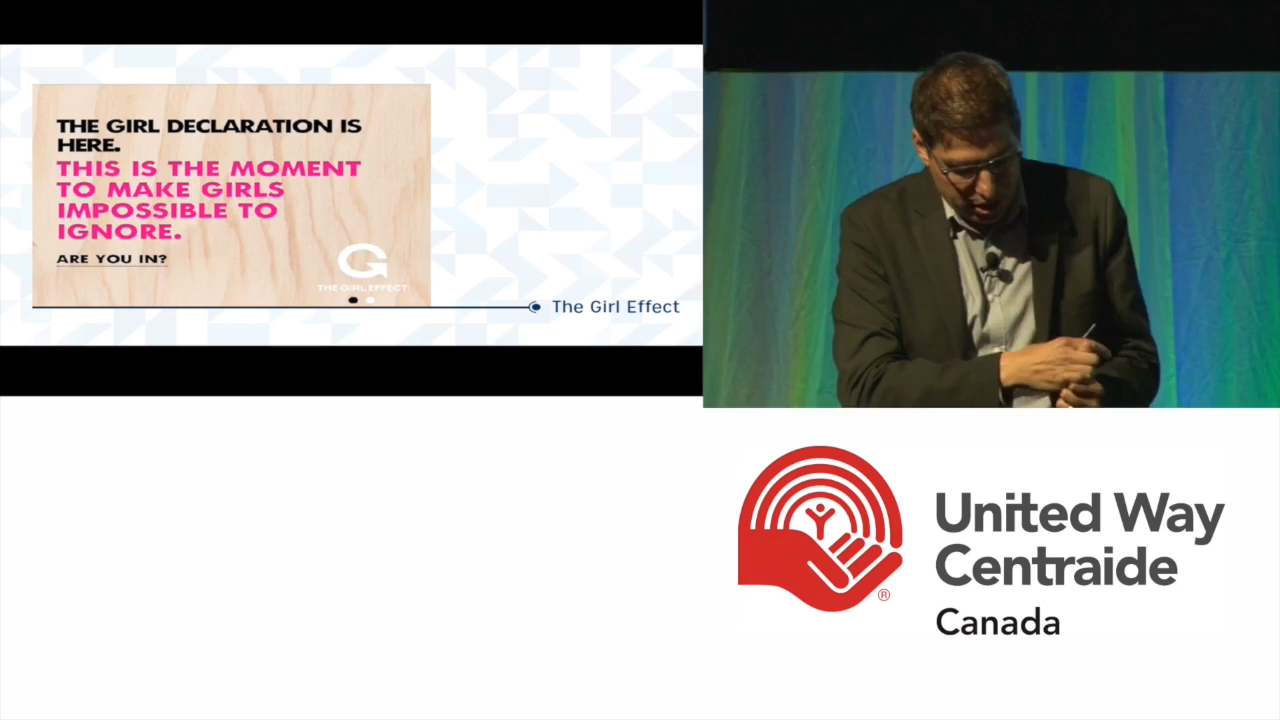 THE GIRL DECLARATION IS
HERE.
THIS IS THE MOMENT
TO MAKE GIRLS
IMPOSSIBLE TO
IGNORE.
ARE YOU IN?
G
THE GIRL EFFECT
The Girl Effect
United Way
Centraide
®
Canada